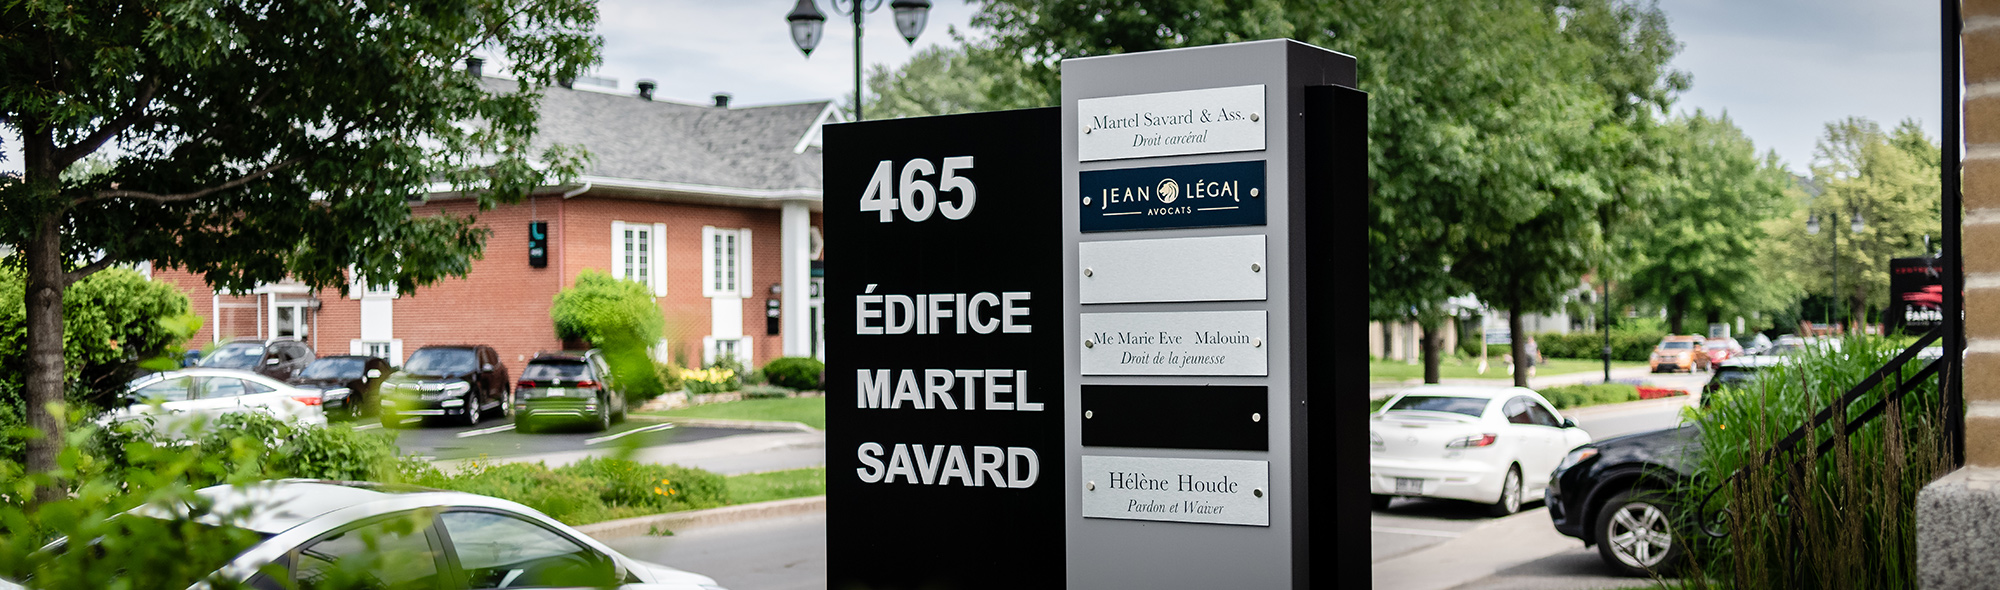 465
ÉDIFICE
MARTEL
SAVARD
Martel Savard & Ass.
Droit carcéral
JEAN LÉGAL
AVOCATS
Me Marie Eve Malouin
Droit de la jeunesse
Hélène Houde
Pardon et Waiver